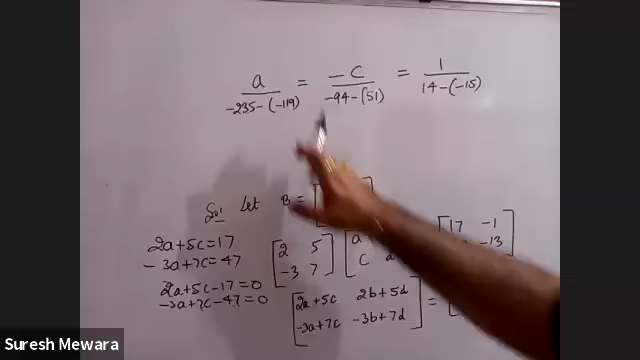 a / -235-(-119) = -c / -94-(51) = 1 / 14-(-15)
Sol Let B = [
2a+5c=17
-3a+7c=47
2a+5c-17=0
-3a+7c-47=0
[2 5
-3 7] [a
c d [17 -1
-13]
[2a+5c 2b+5d
-3a+7c -3b+7d] = [
Suresh Mewara